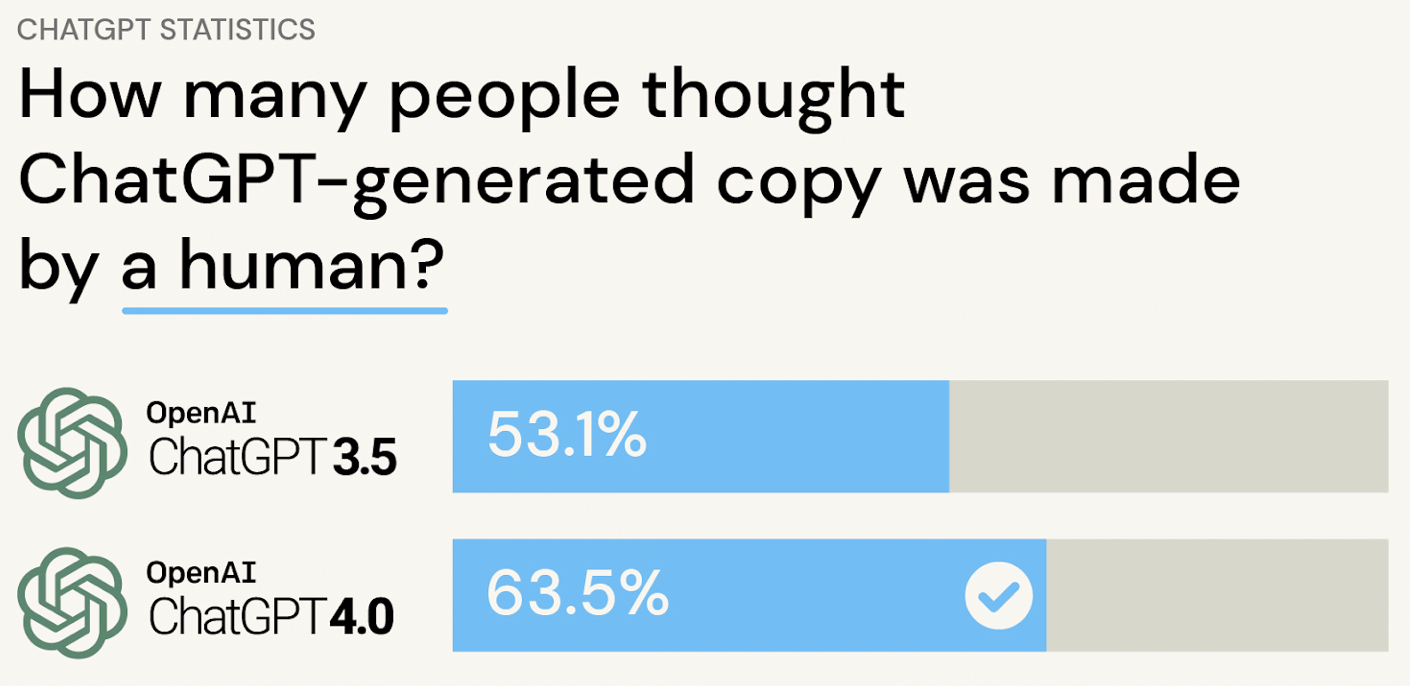 CHATGPT STATISTICS
How many people thought
ChatGPT-generated copy was made
by a human?
OpenAI
ChatGPT 3.5
53.1%
OpenAI
ChatGPT 4.0
63.5%